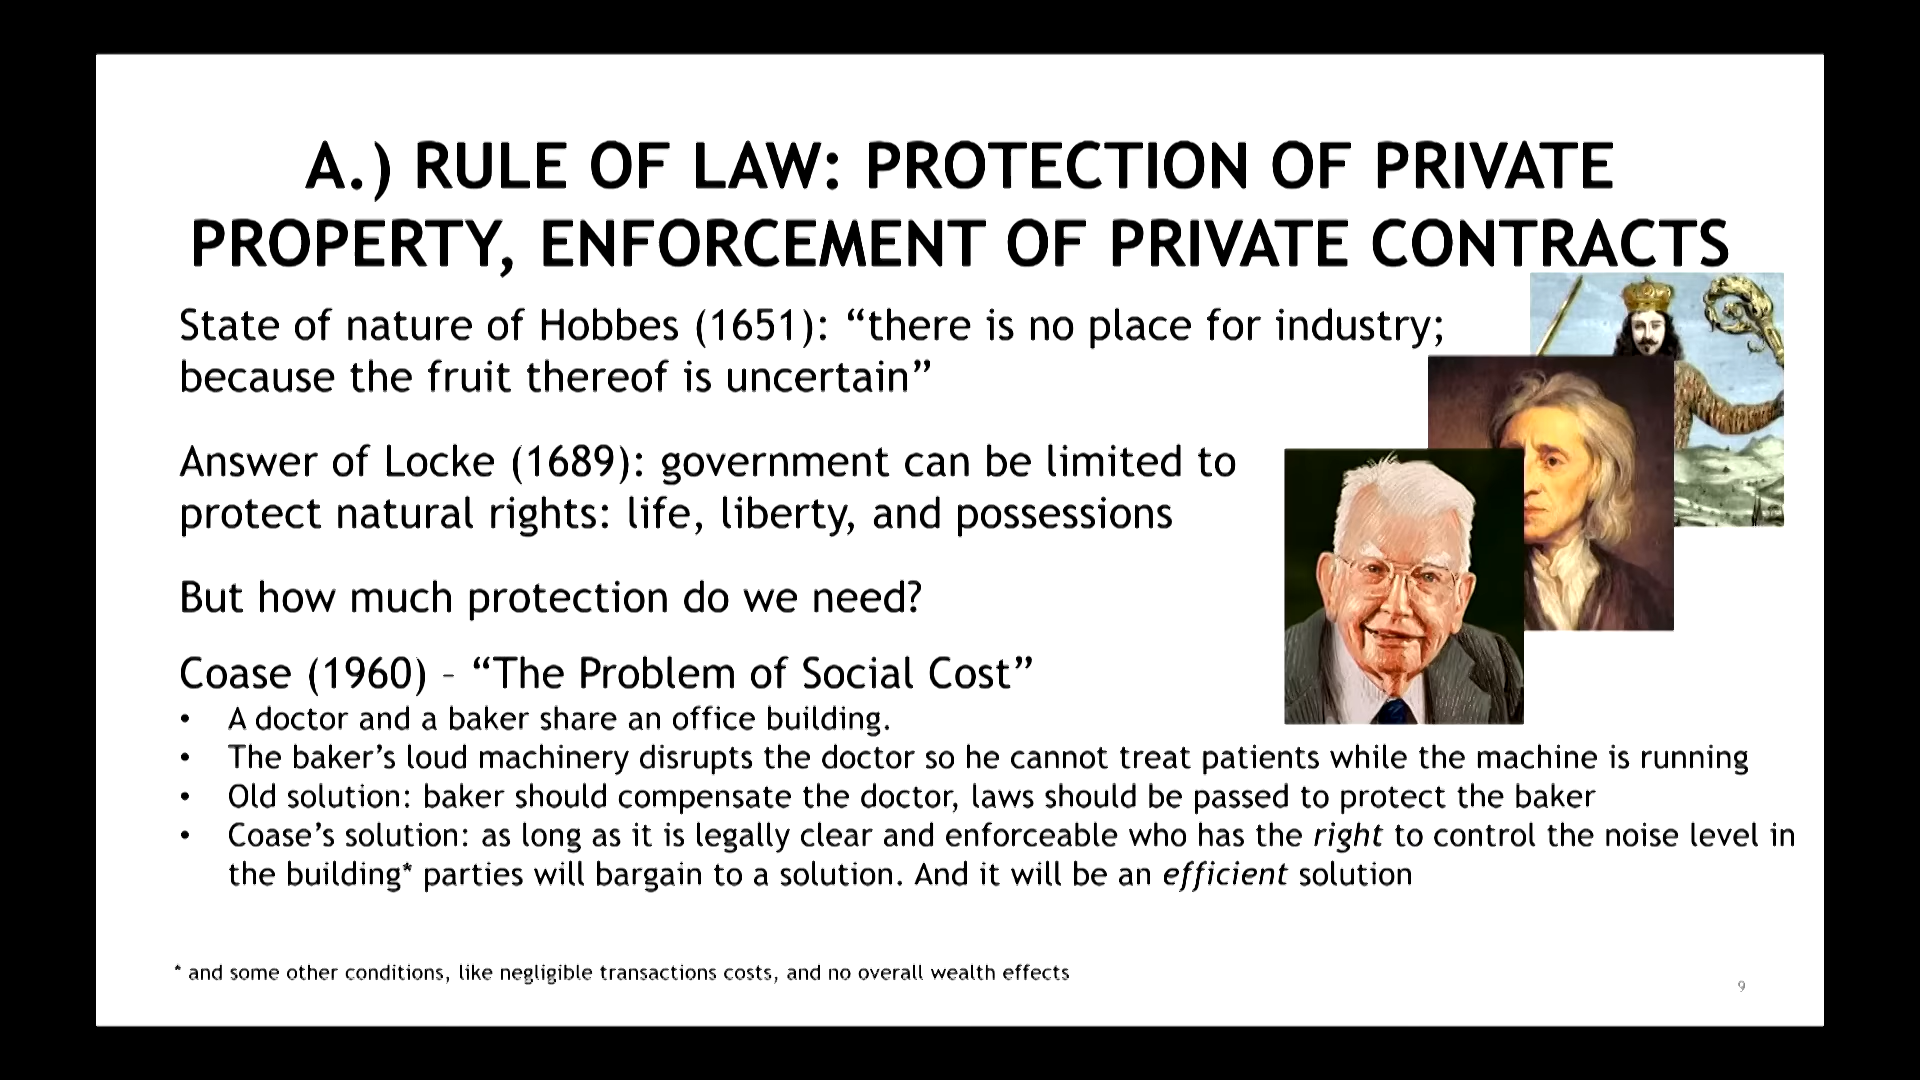 A.) RULE OF LAW: PROTECTION OF PRIVATE
PROPERTY, ENFORCEMENT OF PRIVATE CONTRACTS
State of nature of Hobbes (1651): “there is no place for industry;
because the fruit thereof is uncertain”
Answer of Locke (1689): government can be limited to
protect natural rights: life, liberty, and possessions
But how much protection do we need?
Coase (1960) – “The Problem of Social Cost”
• A doctor and a baker share an office building.
• The baker’s loud machinery disrupts the doctor so he cannot treat patients while the machine is running
• Old solution: baker should compensate the doctor, laws should be passed to protect the baker
• Coase’s solution: as long as it is legally clear and enforceable who has the right to control the noise level in
the building* parties will bargain to a solution. And it will be an efficient solution
* and some other conditions, like negligible transactions costs, and no overall wealth effects
9